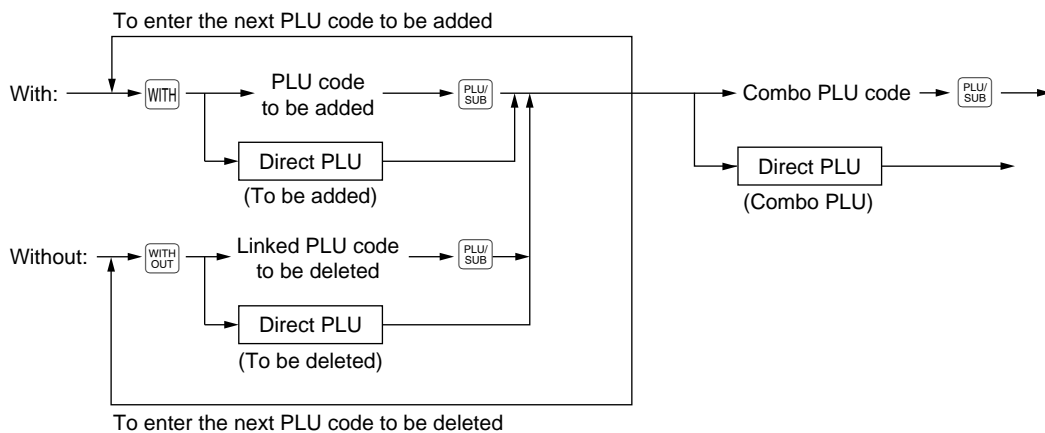 To enter the next PLU code to be added
With:
WITH
PLU code
to be added
PLU/
SUB
Combo PLU code
PLU/
SUB
Direct PLU
(To be added)
Direct PLU
(Combo PLU)
Without:
WITH
OUT
Linked PLU code
to be deleted
PLU/
SUB
Direct PLU
(To be deleted)
To enter the next PLU code to be deleted